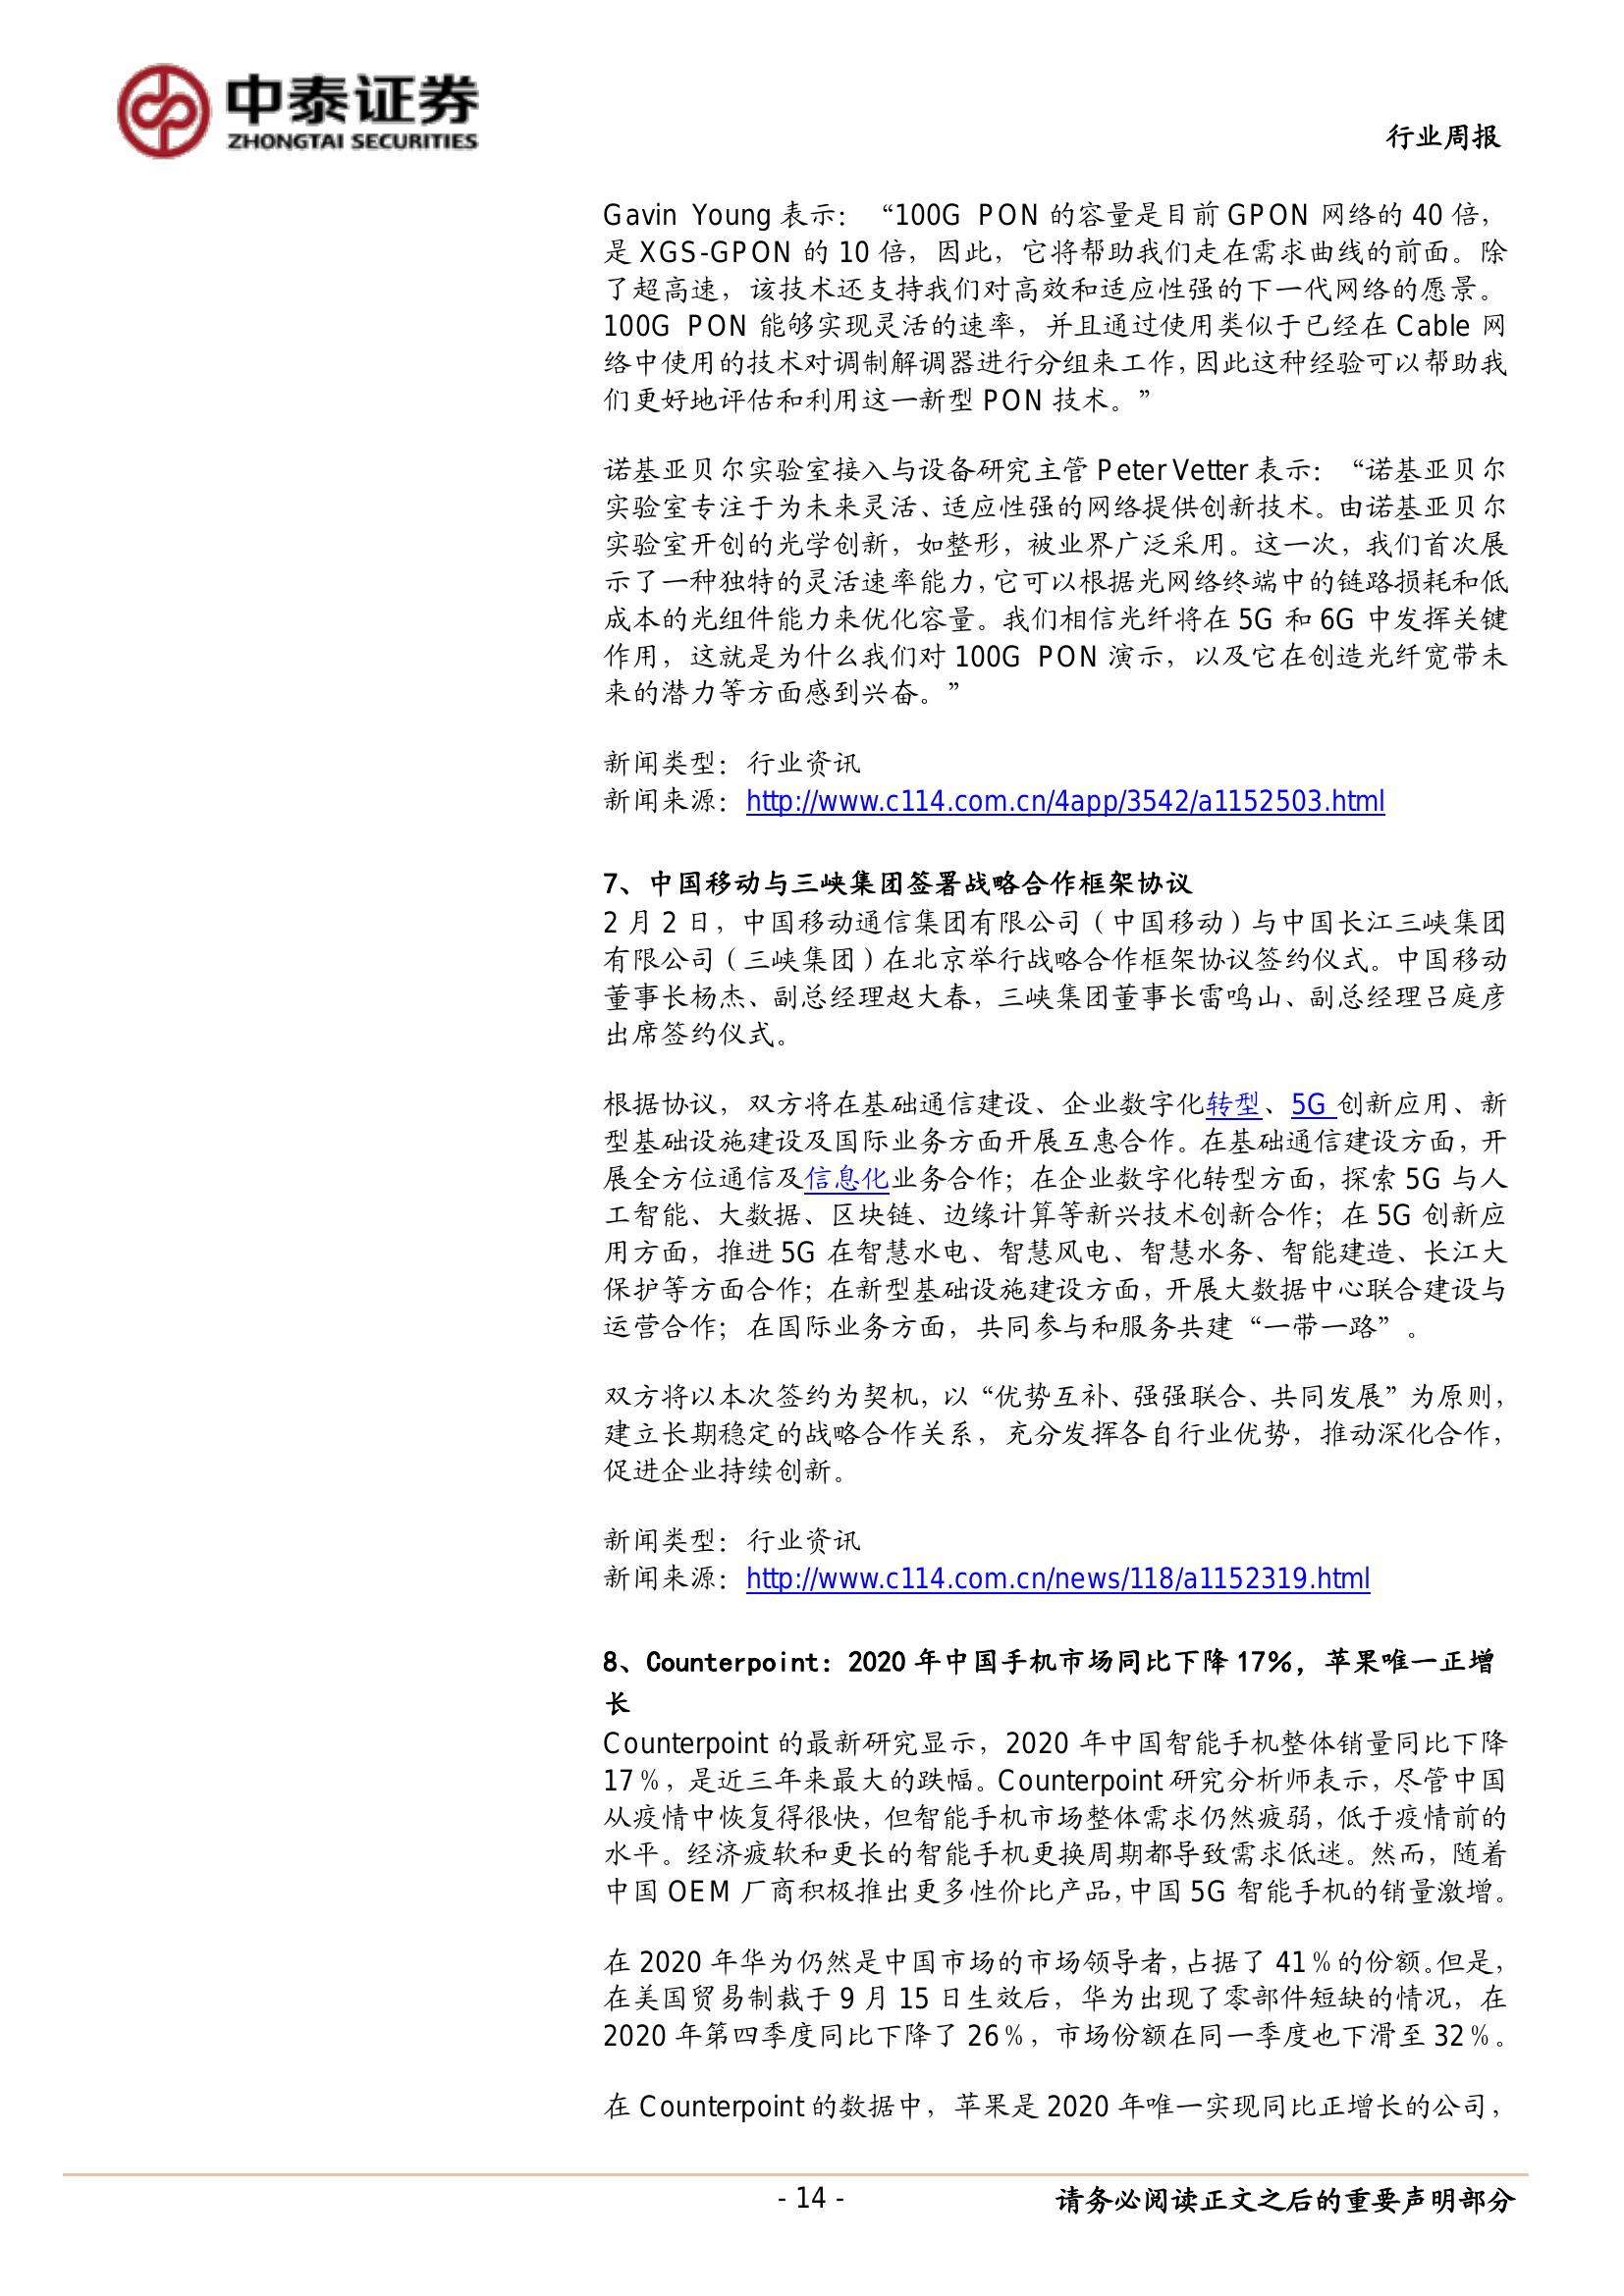 中泰证券
ZHONGTAI SECURITIES
行业周报
Gavin Young 表示：“100G PON 的容量是目前 GPON 网络的 40 倍，
是 XGS-GPON 的 10 倍，因此，它将帮助我们走在需求曲线的前面。除
了超高速，该技术还支持我们对高效和适应性强的下一代网络的愿景。
100G PON 能够实现灵活的速率，并且通过使用类似于已经在 Cable 网
络中使用的技术对调制解调器进行分组来工作，因此这种经验可以帮助我
们更好地评估和利用这一新型 PON 技术。”
诺基亚贝尔实验室接入与设备研究主管 Peter Vetter 表示：“诺基亚贝尔
实验室专注于为未来灵活、适应性强的网络提供创新技术。由诺基亚贝尔
实验室开创的光学创新，如整形，被业界广泛采用。这一次，我们首次展
示了一种独特的灵活速率能力，它可以根据光网络终端中的链路损耗和低
成本的光组件能力来优化容量。我们相信光纤将在 5G 和 6G 中发挥关键
作用，这就是为什么我们对 100G PON 演示，以及它在创造光纤宽带未
来的潜力等方面感到兴奋。”
新闻类型：行业资讯
新闻来源：http://www.c114.com.cn/4app/3542/a1152503.html
7、中国移动与三峡集团签署战略合作框架协议
2 月 2 日，中国移动通信集团有限公司（中国移动）与中国长江三峡集团
有限公司（三峡集团）在北京举行战略合作框架协议签约仪式。中国移动
董事长杨杰、副总经理赵大春，三峡集团董事长雷鸣山、副总经理吕庭彦
出席签约仪式。
根据协议，双方将在基础通信建设、企业数字化转型、5G 创新应用、新
型基础设施建设及国际业务方面开展互惠合作。在基础通信建设方面，开
展全方位通信及信息化业务合作；在企业数字化转型方面，探索 5G 与人
工智能、大数据、区块链、边缘计算等新兴技术创新合作；在 5G 创新应
用方面，推进 5G 在智慧水电、智慧风电、智慧水务、智能建造、长江大
保护等方面合作；在新型基础设施建设方面，开展大数据中心联合建设与
运营合作；在国际业务方面，共同参与和服务共建“一带一路”。
双方将以本次签约为契机，以“优势互补、强强联合、共同发展”为原则，
建立长期稳定的战略合作关系，充分发挥各自行业优势，推动深化合作，
促进企业持续创新。
新闻类型：行业资讯
新闻来源：http://www.c114.com.cn/news/118/a1152319.html
8、Counterpoint：2020 年中国手机市场同比下降 17%，苹果唯一正增
长
Counterpoint 的最新研究显示，2020 年中国智能手机整体销量同比下降
17％，是近三年来最大的跌幅。Counterpoint 研究分析师表示，尽管中国
从疫情中恢复得很快，但智能手机市场整体需求仍然疲弱，低于疫情前的
水平。经济疲软和更长的智能手机更换周期都导致需求低迷。然而，随着
中国 OEM 厂商积极推出更多性价比产品，中国 5G 智能手机的销量激增。
在 2020 年华为仍然是中国市场的市场领导者，占据了 41％的份额。但是，
在美国贸易制裁于 9 月 15 日生效后，华为出现了零部件短缺的情况，在
2020 年第四季度同比下降了 26％，市场份额在同一季度也下滑至 32％。
在 Counterpoint 的数据中，苹果是 2020 年唯一实现同比正增长的公司，
- 14 -
请务必阅读正文之后的重要声明部分